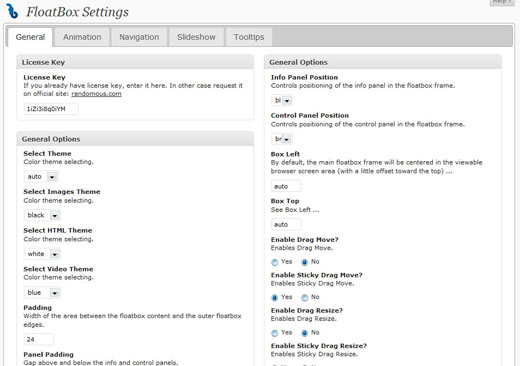 Help
FloatBox Settings
General
Animation
Navigation
Slideshow
Tooltips
License Key
License Key
If you already have license key, enter it here. In other case request it
on official site: randomous.com
1iZi3i8q0iYM
General Options
Select Theme
Color theme selecting.
auto
Select Images Theme
Color theme selecting.
black
Select HTML Theme
Color theme selecting.
white
Select Video Theme
Color theme selecting.
blue
Padding
Width of the area between the floatbox content and the outer floatbox
edges.
24
Panel Padding
Gap above and below the info and control panels.
General Options
Info Panel Position
Controls positioning of the info panel in the floatbox frame.
bl
Control Panel Position
Controls positioning of the control panel in the floatbox frame.
br
Box Left
By default, the main floatbox frame will be centered in the viewable
browser screen area (with a little offset toward the top) ...
auto
Box Top
See Box Left ...
auto
Enable Drag Move?
Enables Drag Move.
Yes No
Enable Sticky Drag Move?
Enables Sticky Drag Move.
Yes No
Enable Drag Resize?
Enables Drag Resize.
Yes No
Enable Sticky Drag Resize?
Enables Sticky Drag Resize.